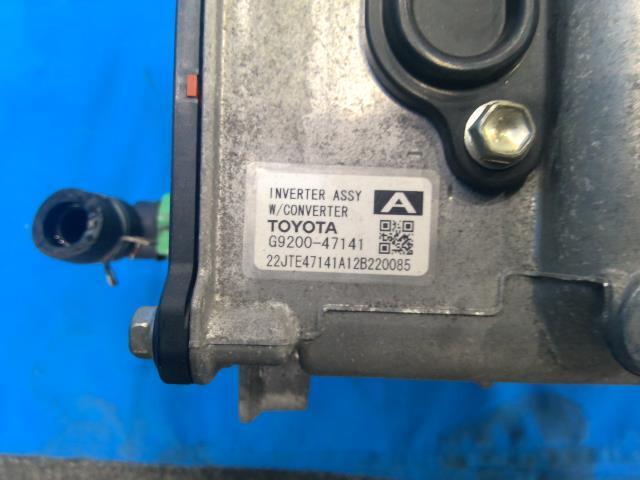 INVERTER ASSY
W/CONVERTER
A
TOYOTA
G9200-47141
22JTE47141A12B220085